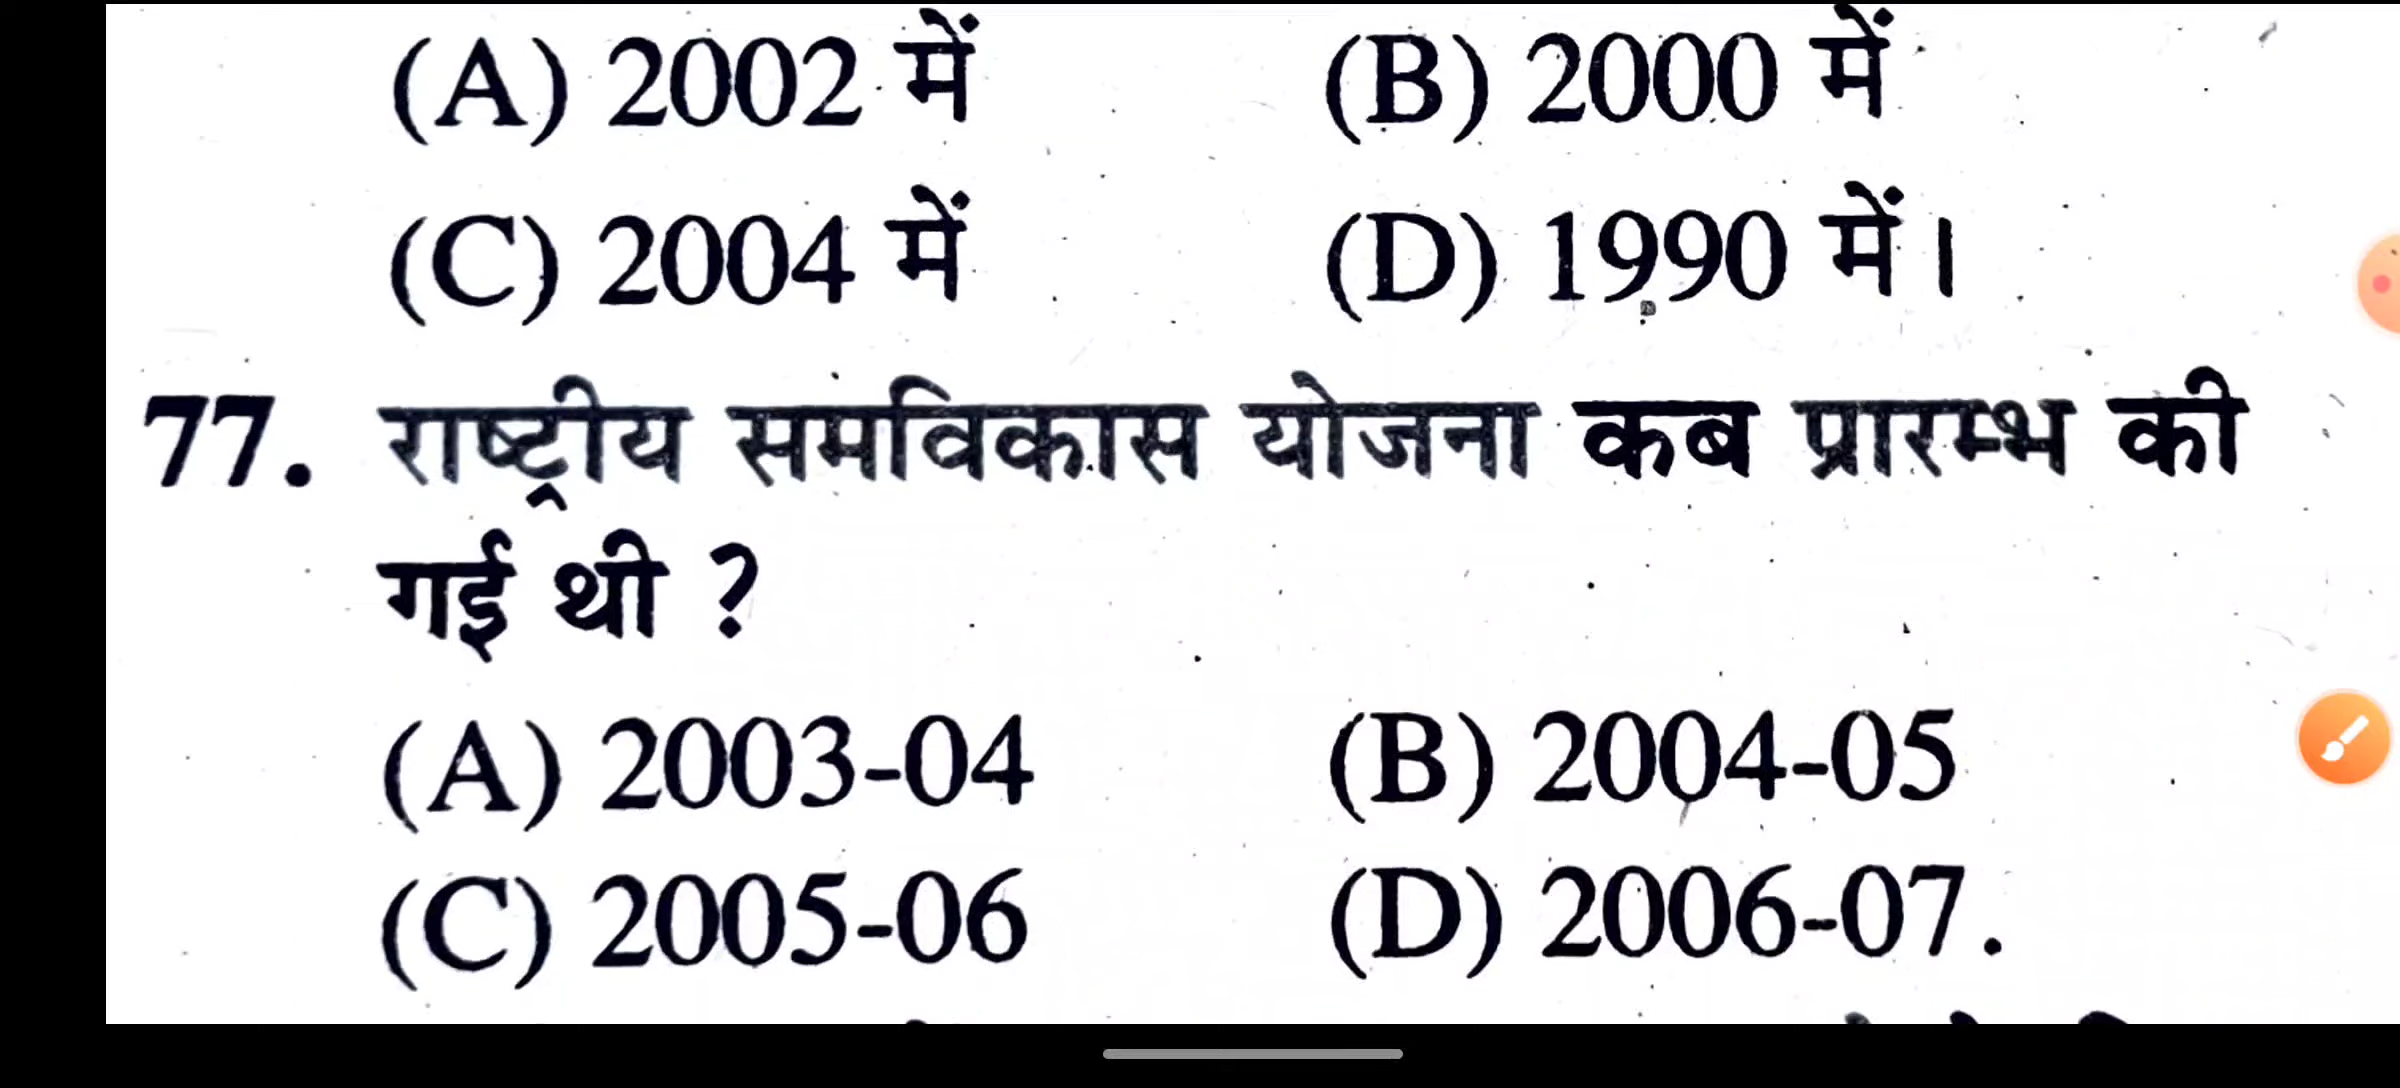 (A) 2002 में (B) 2000 में
(C) 2004 में (D) 1990 में।
77. राष्ट्रीय समविकास योजना कब प्रारम्भ की
गई थी ?
(A) 2003-04 (B) 2004-05
(C) 2005-06 (D) 2006-07.